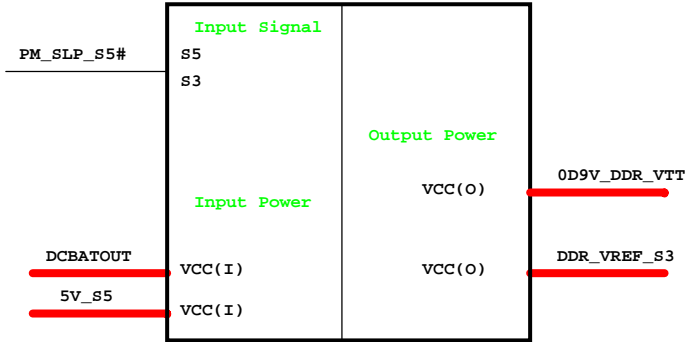 Input Signal
PM_SLP_S5#
S5
S3
Output Power
0D9V_DDR_VTT
VCC(O)
Input Power
DCBATOUT
DDR_VREF_S3
VCC(I)
VCC(O)
5V_S5
VCC(I)